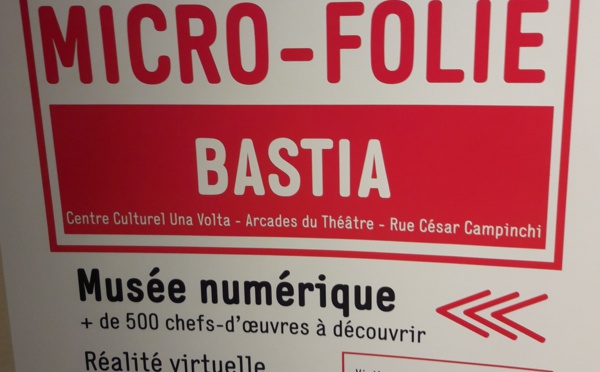 MICRO-FOLIE
BASTIA
Centre Culturel Una Volta - Arcades du Théâtre - Rue César Campinchi
Musée numérique
+ de 500 chefs-d'œuvres à découvrir
Réalité virtuelle